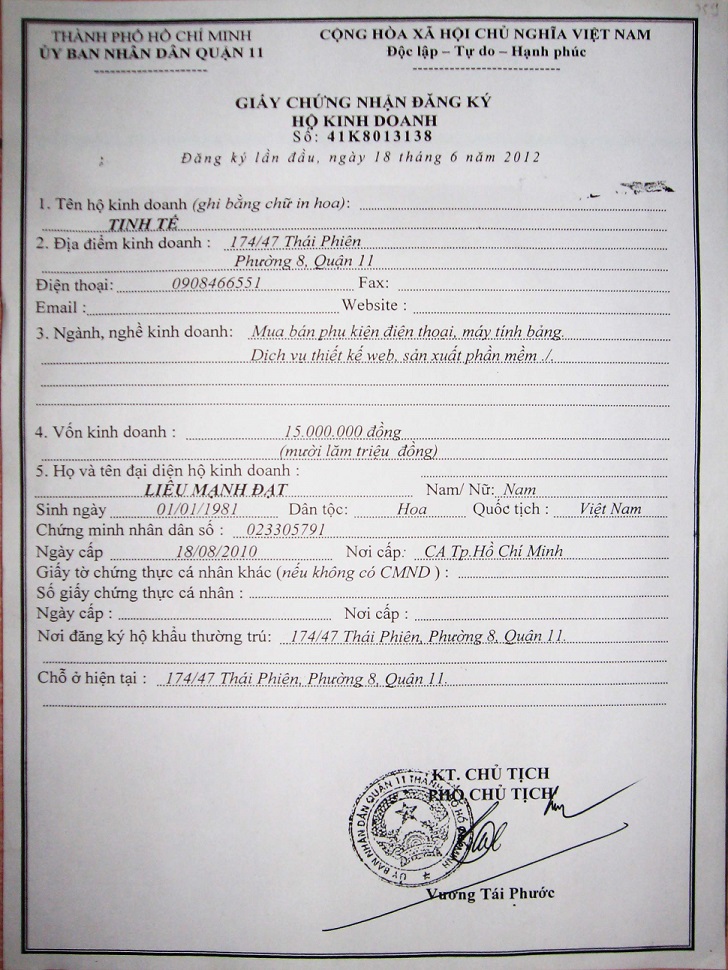 THÀNH PHỐ HỒ CHÍ MINH
ỦY BAN NHÂN DÂN QUẬN 11
CỘNG HÒA XÃ HỘI CHỦ NGHĨA VIỆT NAM
Độc lập – Tự do – Hạnh phúc
GIẤY CHỨNG NHẬN ĐĂNG KÝ
HỘ KINH DOANH
Số: 41K8013138
Đăng ký lần đầu, ngày 18 tháng 6 năm 2012
1. Tên hộ kinh doanh (ghi bằng chữ in hoa):
TINH TẾ
2. Địa điểm kinh doanh : 174/47 Thái Phiên
Phường 8, Quận 11
Điện thoại: 0908466551 Fax:
Email : Website :
3. Ngành, nghề kinh doanh: Mua bán phụ kiện điện thoại, máy tính bảng.
Dịch vụ thiết kế web, sản xuất phần mềm ./.
4. Vốn kinh doanh : 15.000.000 đồng
(mười lăm triệu đồng)
5. Họ và tên đại diện hộ kinh doanh :
LIÊU MẠNH ĐẠT Nam/ Nữ: Nam
Sinh ngày 01/01/1981 Dân tộc: Hoa Quốc tịch : Việt Nam
Chứng minh nhân dân số : 023305791
Ngày cấp 18/08/2010 Nơi cấp: CA Tp.Hồ Chí Minh
Giấy tờ chứng thực cá nhân khác (nếu không có CMND ) :
Số giấy chứng thực cá nhân :
Ngày cấp : Nơi cấp :
Nơi đăng ký hộ khẩu thường trú: 174/47 Thái Phiên, Phường 8, Quận 11.
Chỗ ở hiện tại : 174/47 Thái Phiên, Phường 8, Quận 11.
KT. CHỦ TỊCH
PHÓ CHỦ TỊCH
ỦY BAN NHÂN DÂN QUẬN 11 THÀNH PHỐ HỒ CHÍ MINH
Vương Tái Phước